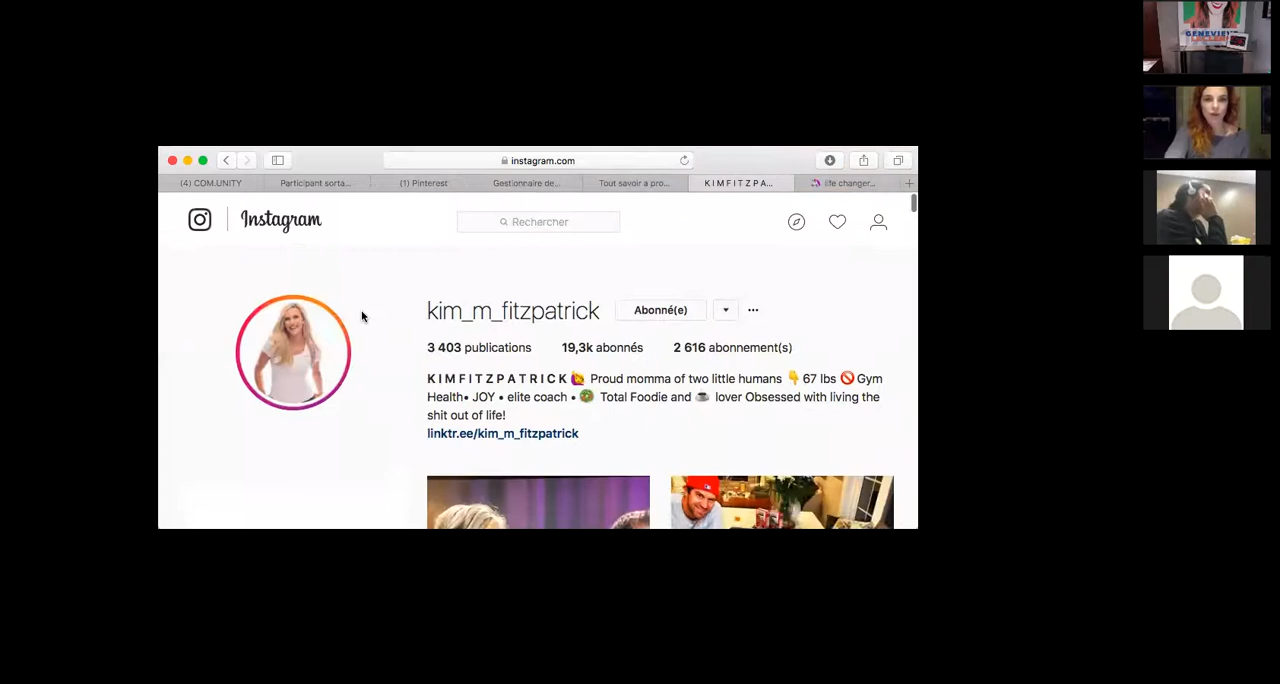 instagram.com
(4) COM.UNITY
Participant sorta...
(1) Pinterest
Gestionnaire de...
Tout savoir a pro...
K I M F I T Z P A...
life changer...
Instagram
Rechercher
kim_m_fitzpatrick
Abonné(e)
3 403 publications
19,3k abonnés
2 616 abonnement(s)
K I M F I T Z P A T R I C K 🙋 Proud momma of two little humans 👇 67 lbs 🚫 Gym
Health• JOY • elite coach • 🥗 Total Foodie and ☕ lover Obsessed with living the
shit out of life!
linktr.ee/kim_m_fitzpatrick